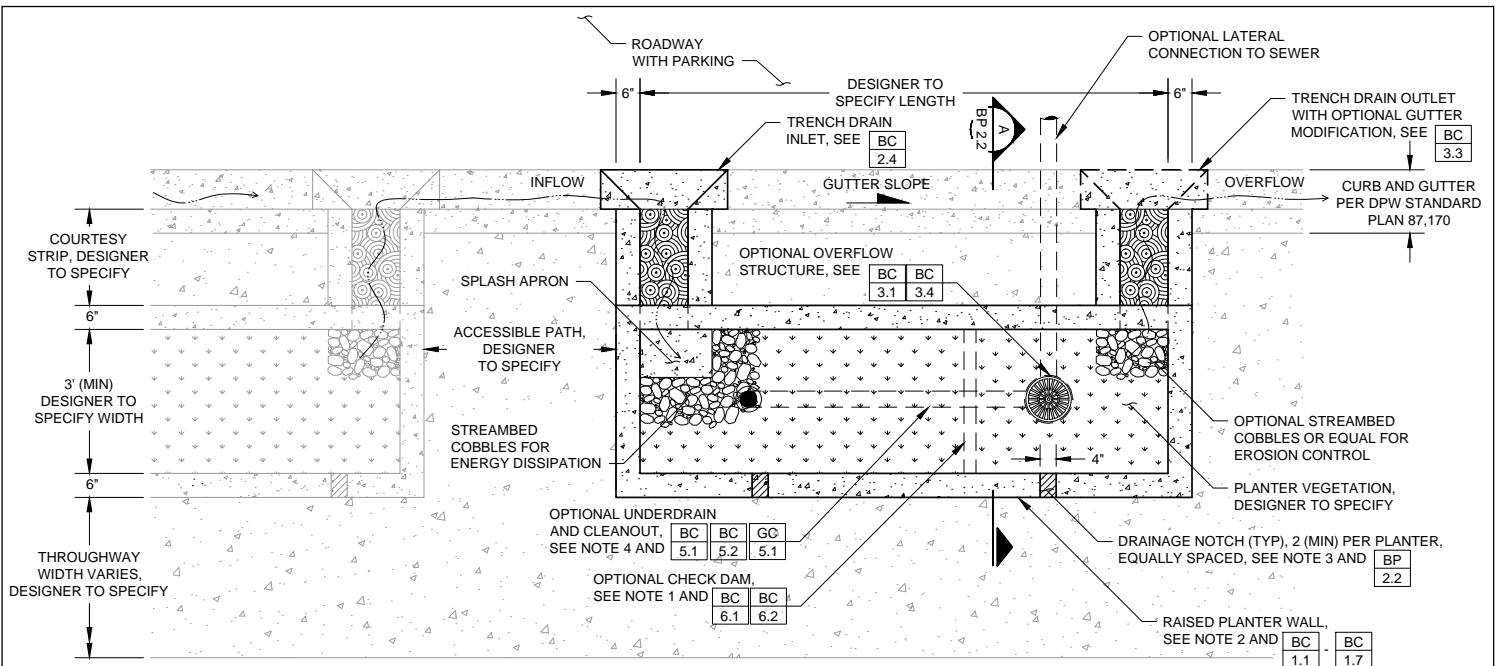 ROADWAY
WITH PARKING
OPTIONAL LATERAL
CONNECTION TO SEWER
6"
DESIGNER TO
SPECIFY LENGTH
6"
TRENCH DRAIN
INLET, SEE
BC
2.4
A
BP 2.2
TRENCH DRAIN OUTLET
WITH OPTIONAL GUTTER
MODIFICATION, SEE
BC
3.3
INFLOW
GUTTER SLOPE
OVERFLOW
CURB AND GUTTER
PER DPW STANDARD
PLAN 87,170
COURTESY
STRIP, DESIGNER
TO SPECIFY
OPTIONAL OVERFLOW
STRUCTURE, SEE
BC BC
3.1 3.4
SPLASH APRON
6"
ACCESSIBLE PATH,
DESIGNER
TO SPECIFY
3' (MIN)
DESIGNER TO
SPECIFY WIDTH
STREAMBED
COBBLES FOR
ENERGY DISSIPATION
OPTIONAL STREAMBED
COBBLES OR EQUAL FOR
EROSION CONTROL
6"
4"
PLANTER VEGETATION,
DESIGNER TO SPECIFY
OPTIONAL UNDERDRAIN
AND CLEANOUT,
SEE NOTE 4 AND
BC BC GC
5.1 5.2 5.1
DRAINAGE NOTCH (TYP), 2 (MIN) PER PLANTER,
EQUALLY SPACED, SEE NOTE 3 AND
BP
2.2
THROUGHWAY
WIDTH VARIES,
DESIGNER TO SPECIFY
OPTIONAL CHECK DAM,
SEE NOTE 1 AND
BC BC
6.1 6.2
RAISED PLANTER WALL,
SEE NOTE 2 AND
BC - BC
1.1 1.7